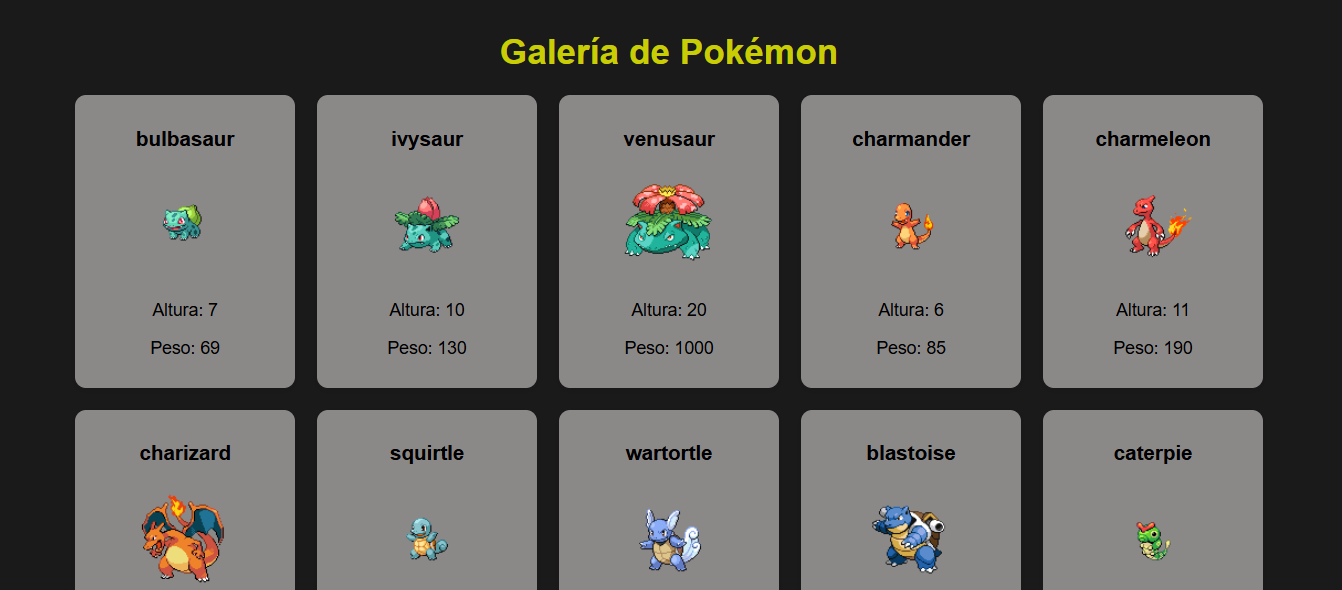 Galería de Pokémon
bulbasaur
ivysaur
venusaur
charmander
charmeleon
Altura: 7
Altura: 10
Altura: 20
Altura: 6
Altura: 11
Peso: 69
Peso: 130
Peso: 1000
Peso: 85
Peso: 190
charizard
squirtle
wartortle
blastoise
caterpie